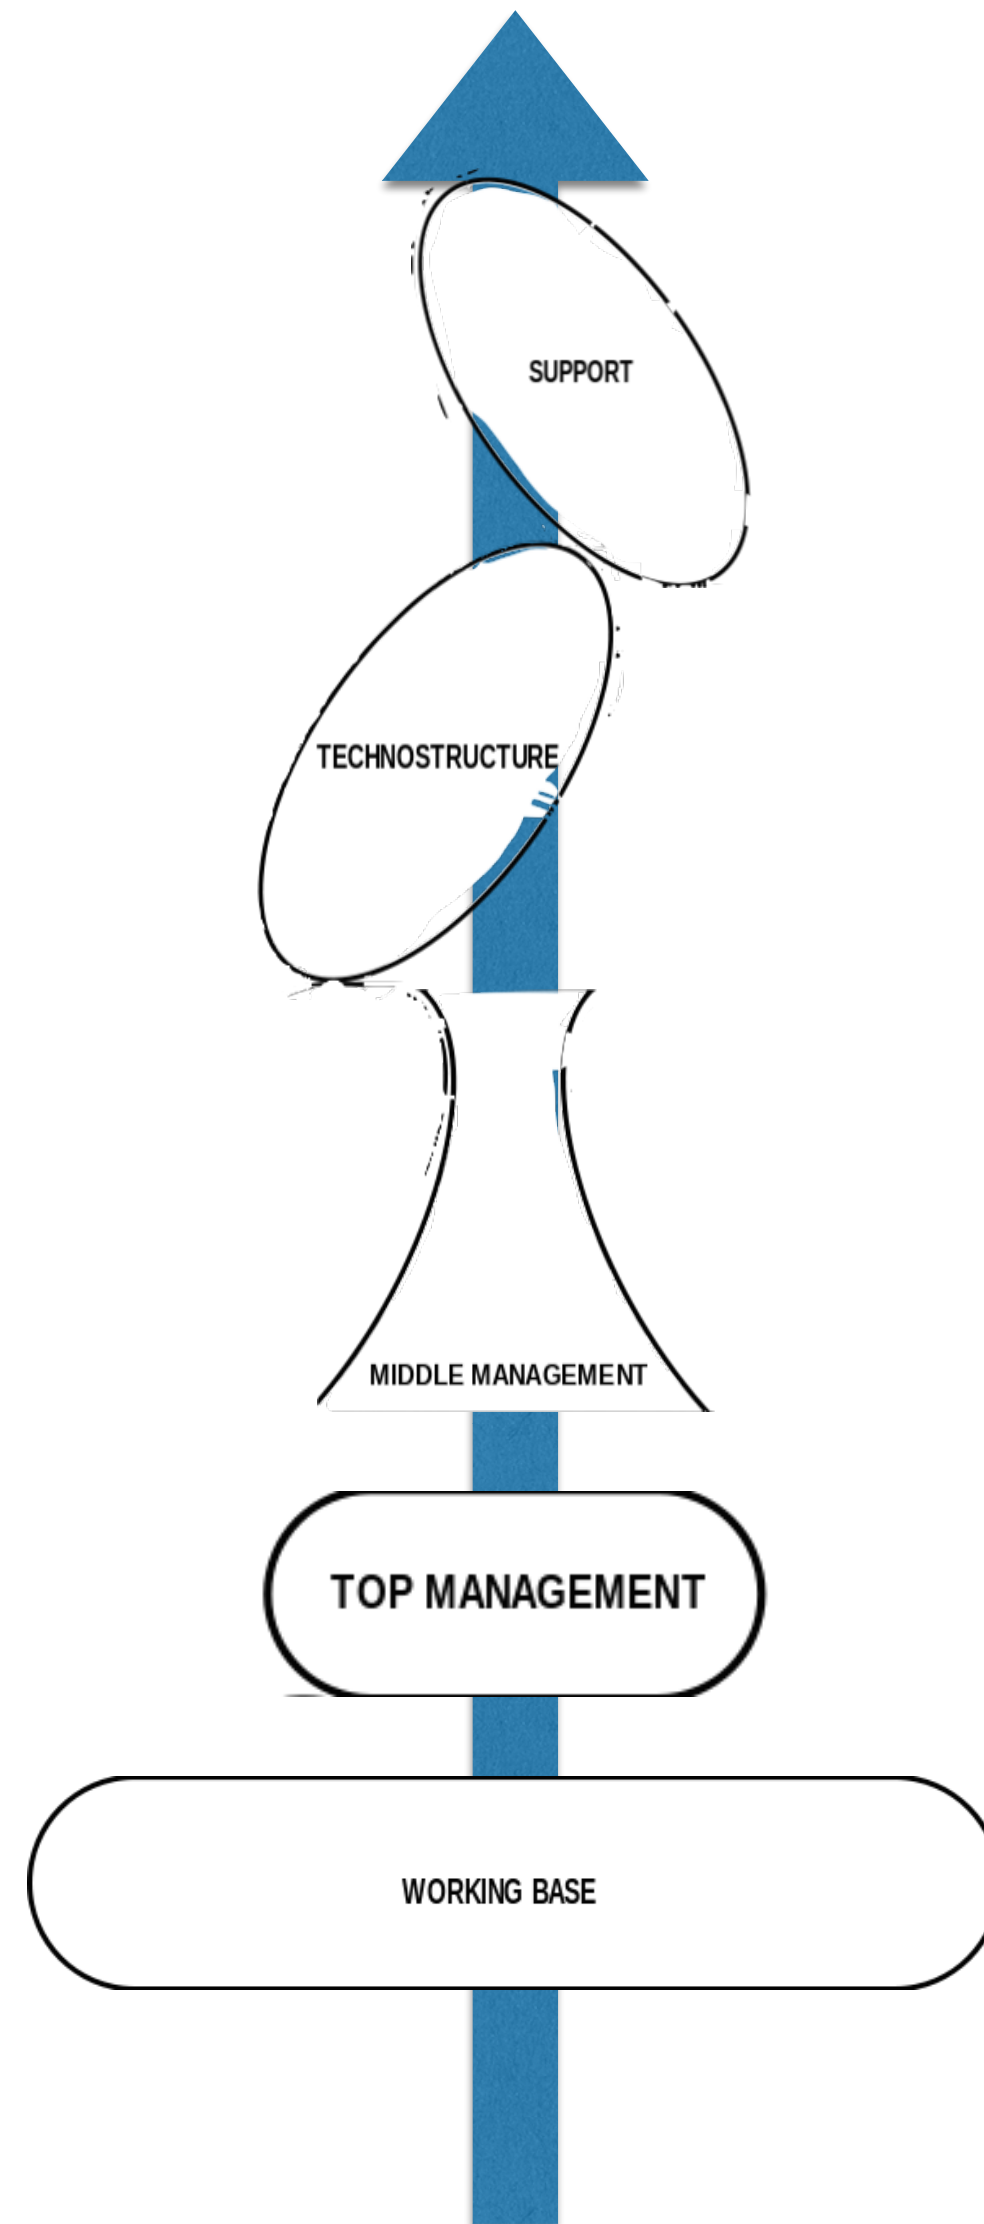 SUPPORT
TECHNOSTRUCTURE
MIDDLE MANAGEMENT
TOP MANAGEMENT
WORKING BASE